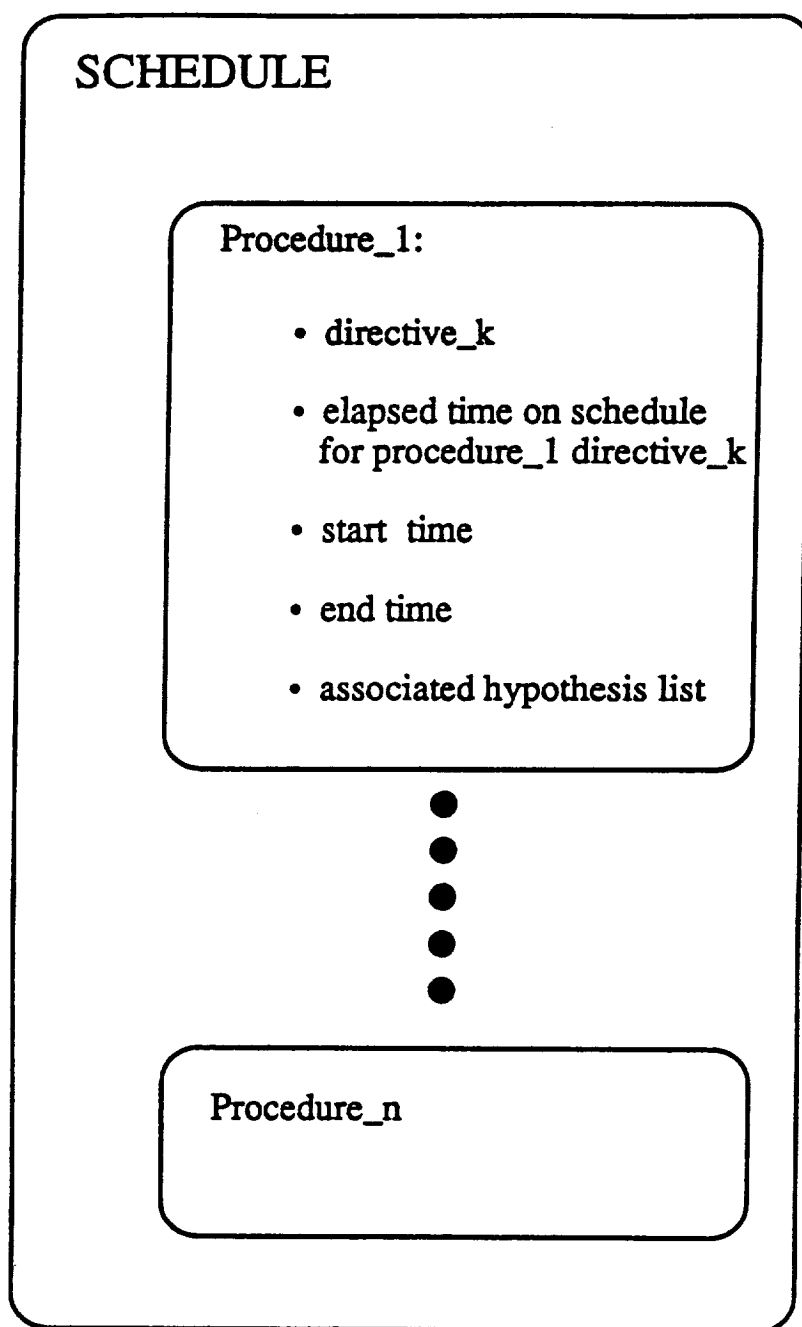 SCHEDULE
Procedure_1:
• directive_k
• elapsed time on schedule
for procedure_1 directive_k
• start time
• end time
• associated hypothesis list
Procedure_n